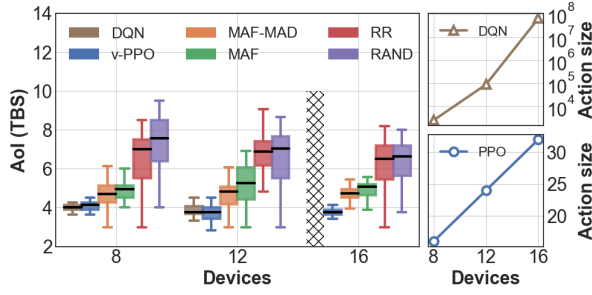 14
12
10
8
6
4
2
AoI (TBS)
DQN
v-PPO
MAF-MAD
MAF
RR
RAND
8
12
16
Devices
DQN
10^8
10^7
10^6
10^5
10^4
Action size
PPO
30
25
20
Action size
8
12
16
Devices